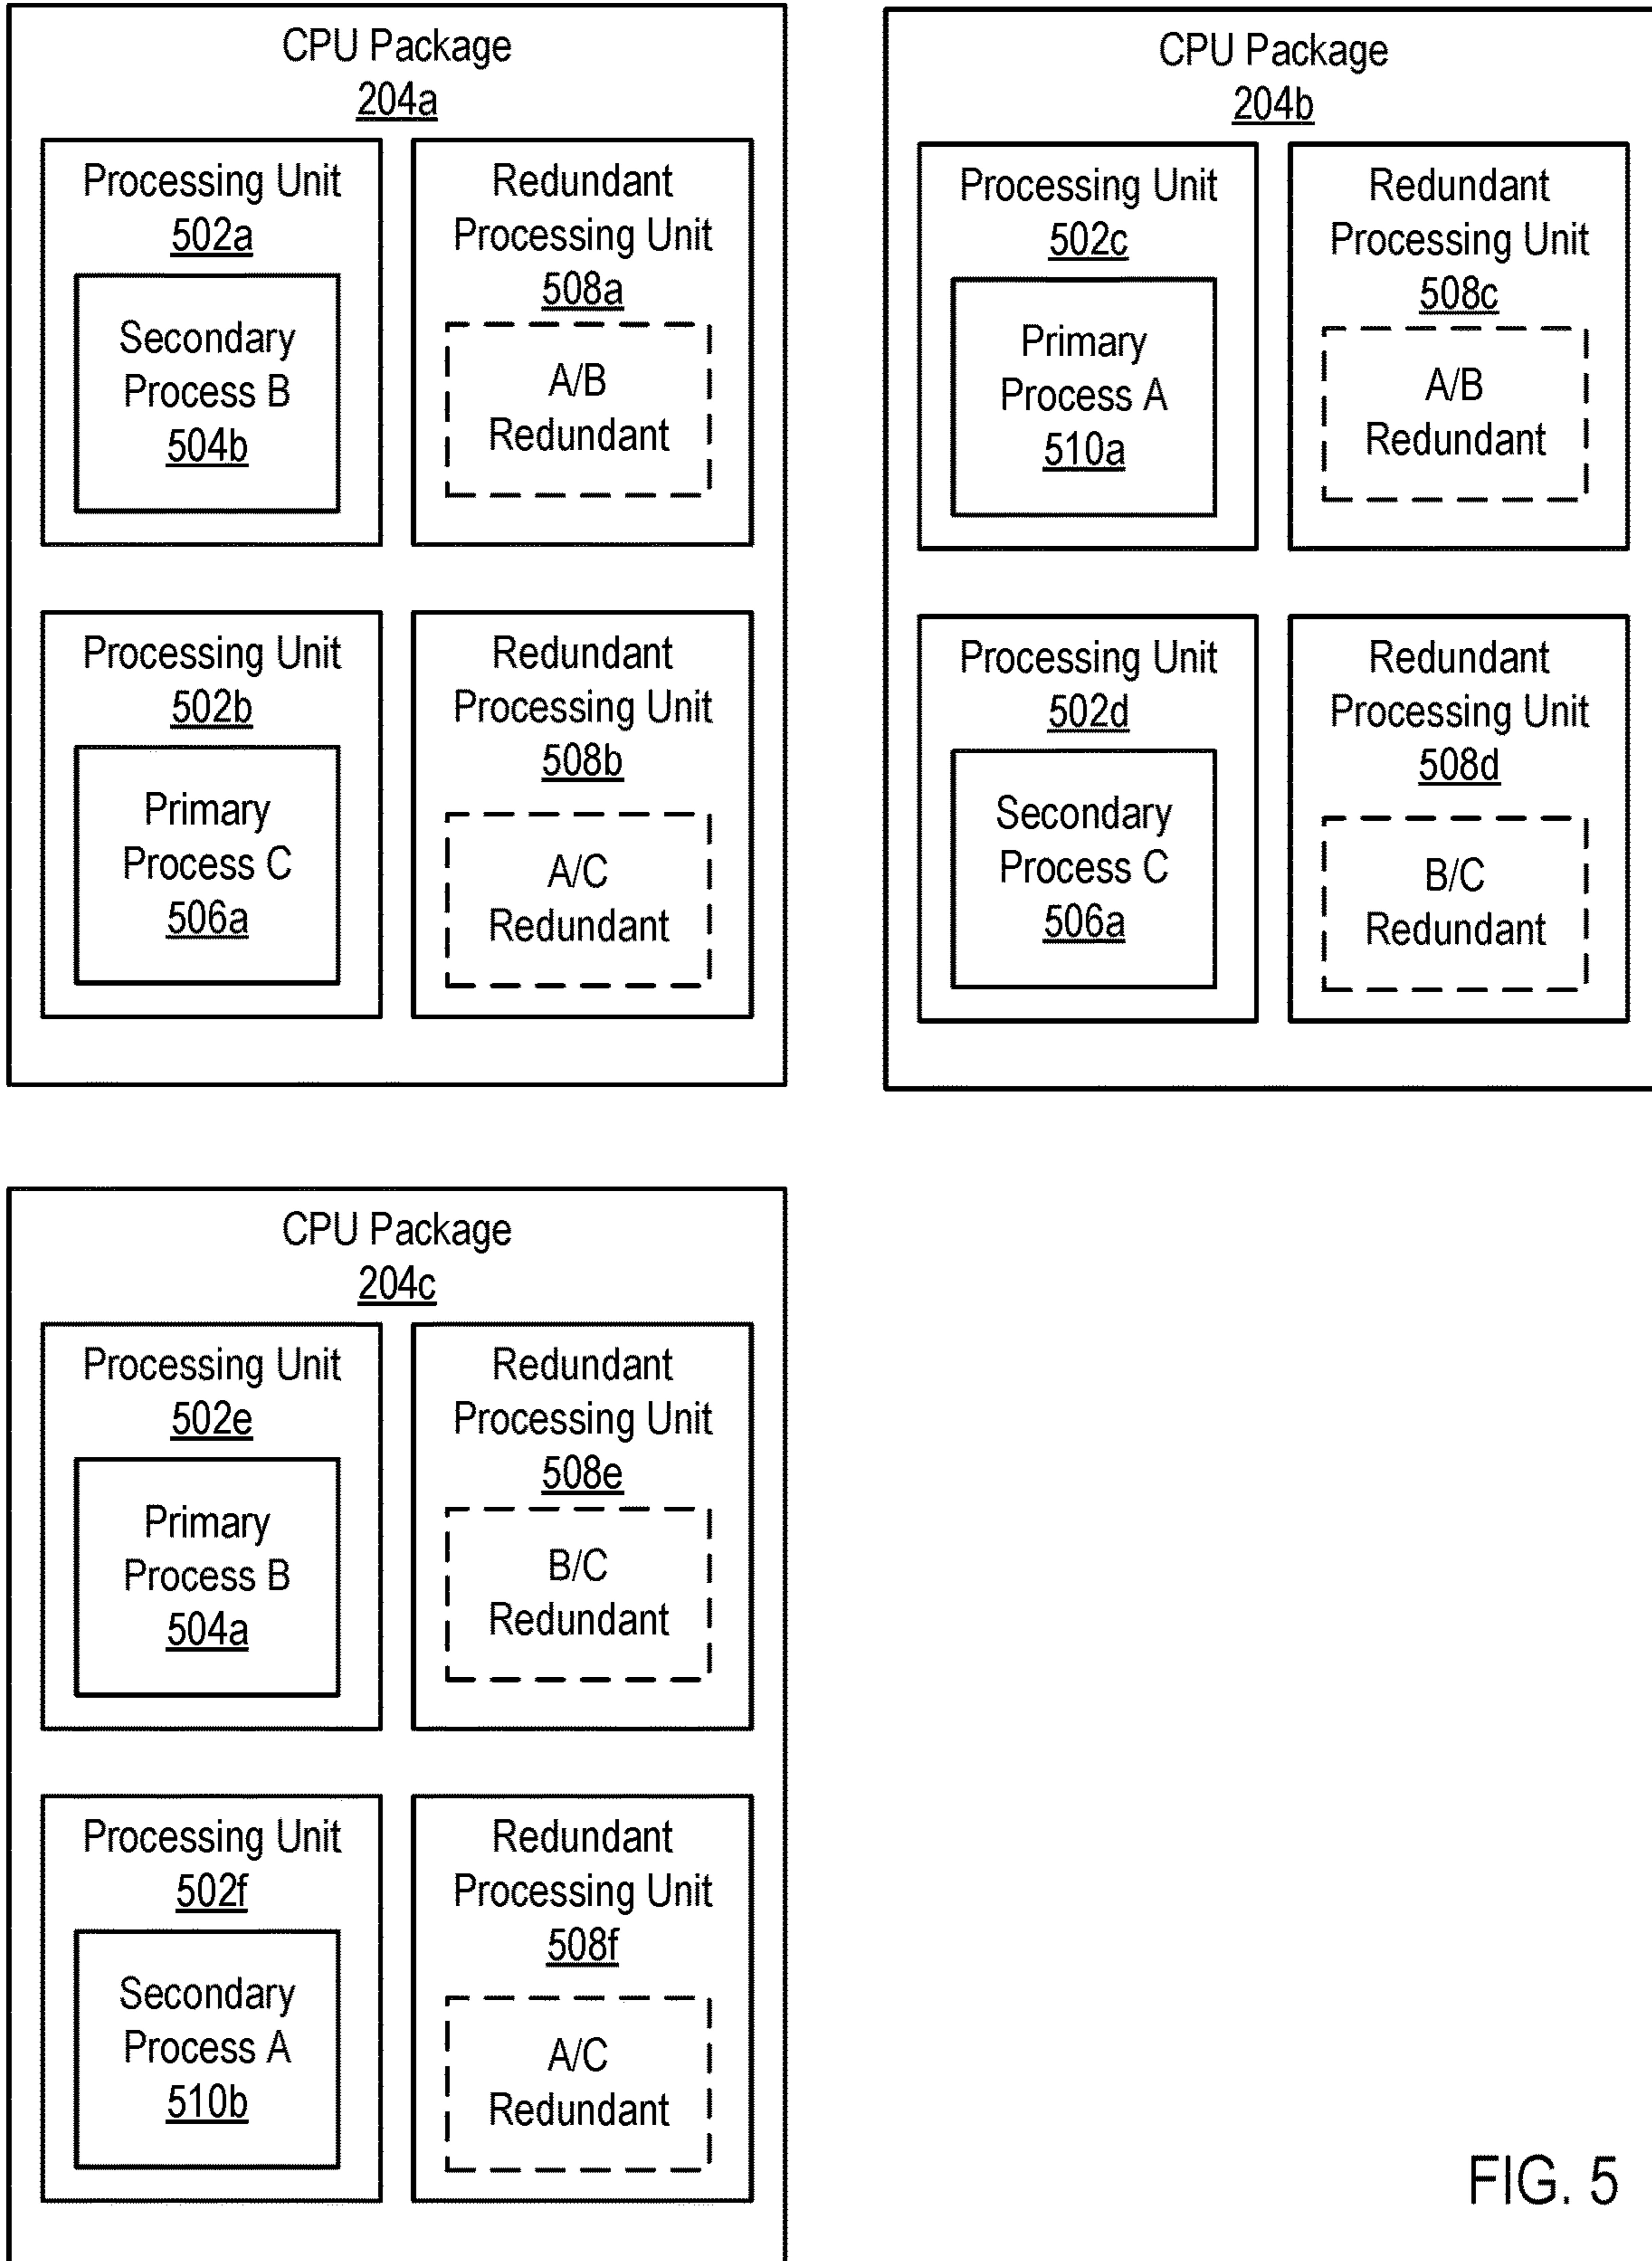 CPU Package
204a
Processing Unit
502a
Secondary
Process B
504b
Redundant
Processing Unit
508a
A/B
Redundant
Processing Unit
502b
Primary
Process C
506a
Redundant
Processing Unit
508b
A/C
Redundant
CPU Package
204b
Processing Unit
502c
Primary
Process A
510a
Redundant
Processing Unit
508c
A/B
Redundant
Processing Unit
502d
Secondary
Process C
506a
Redundant
Processing Unit
508d
B/C
Redundant
CPU Package
204c
Processing Unit
502e
Primary
Process B
504a
Redundant
Processing Unit
508e
B/C
Redundant
Processing Unit
502f
Secondary
Process A
510b
Redundant
Processing Unit
508f
A/C
Redundant
FIG. 5